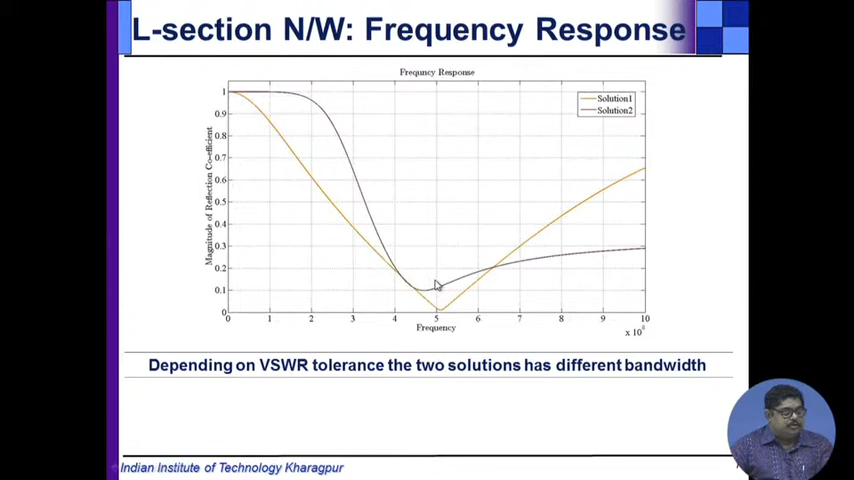 L-section N/W: Frequency Response
Frequncy Response
Solution1
Solution2
Magnitude of Reflection Co-efficient
1
0.9
0.8
0.7
0.6
0.5
0.4
0.3
0.2
0.1
0
0 1 2 3 4 5 6 7 8 9 10
Frequency
x 10
Depending on VSWR tolerance the two solutions has different bandwidth
Indian Institute of Technology Kharagpur